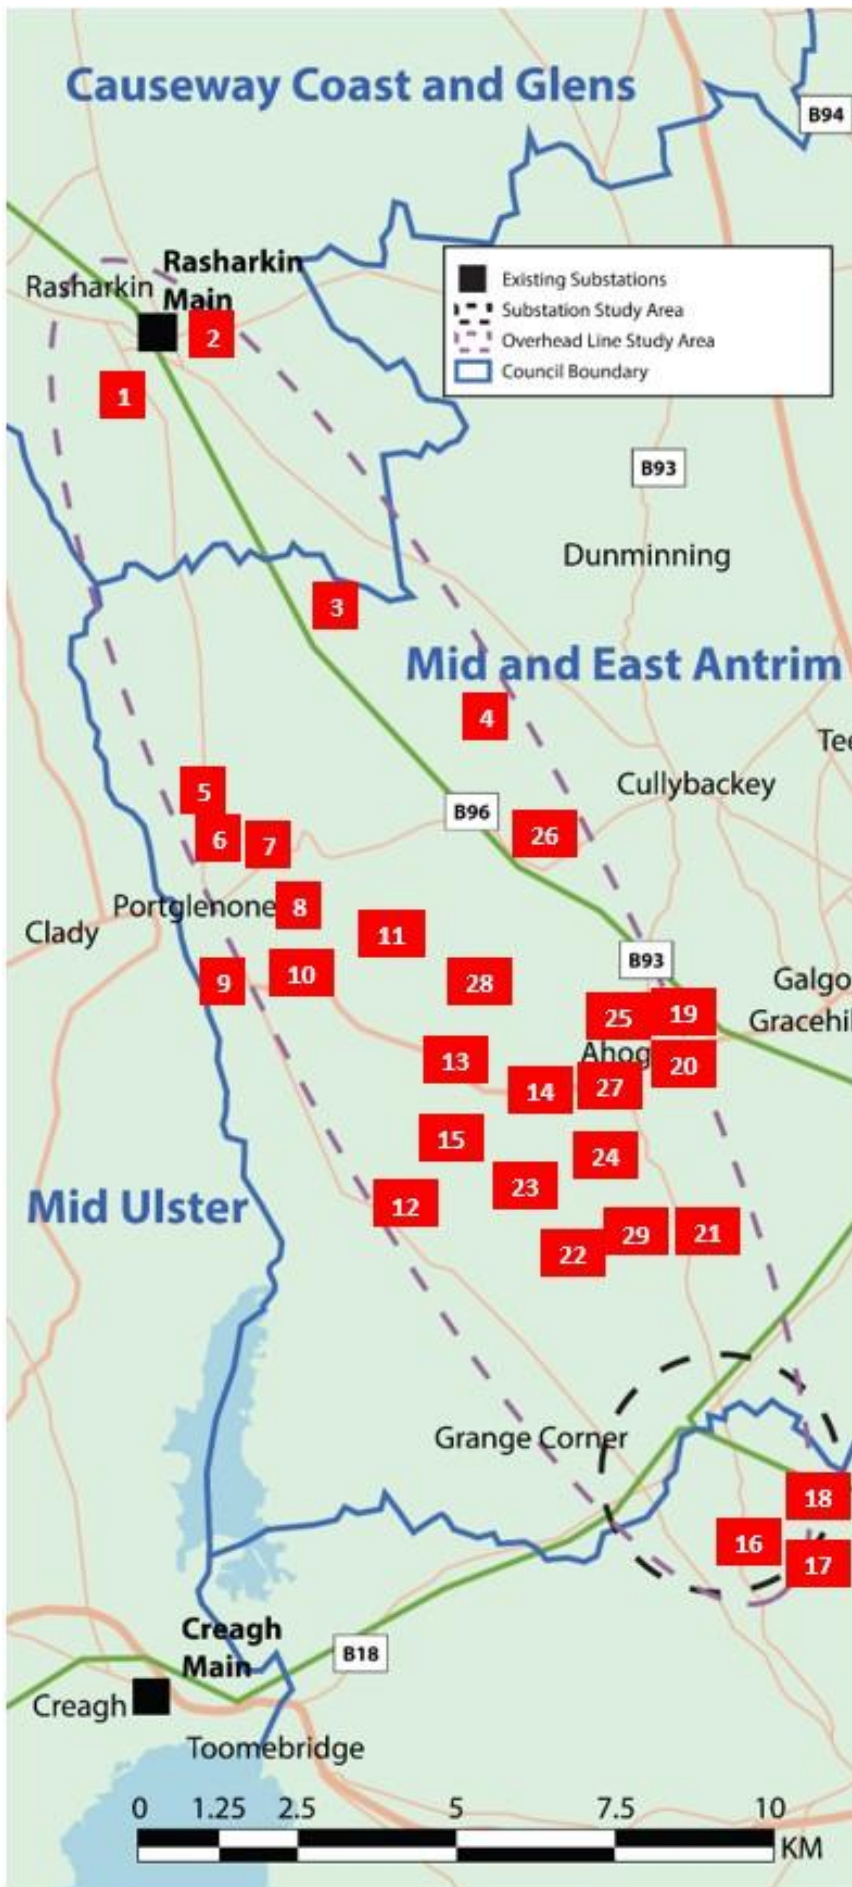 Causeway Coast and Glens
B94
Rasharkin
Main
Rasharkin
Existing Substations
Substation Study Area
Overhead Line Study Area
Council Boundary
2
1
B93
Dunminning
3
Mid and East Antrim
4
Tee
5
Cullybackey
B96
6
7
26
Portglenone
8
Clady
11
B93
9
10
28
Galgo
25
19
Gracehil
Ahog
13
20
14
27
15
24
Mid Ulster
12
23
22
29
21
Grange Corner
18
16
17
Creagh
Main
B18
Creagh
Toomebridge
0 1.25 2.5 5 7.5 10
KM